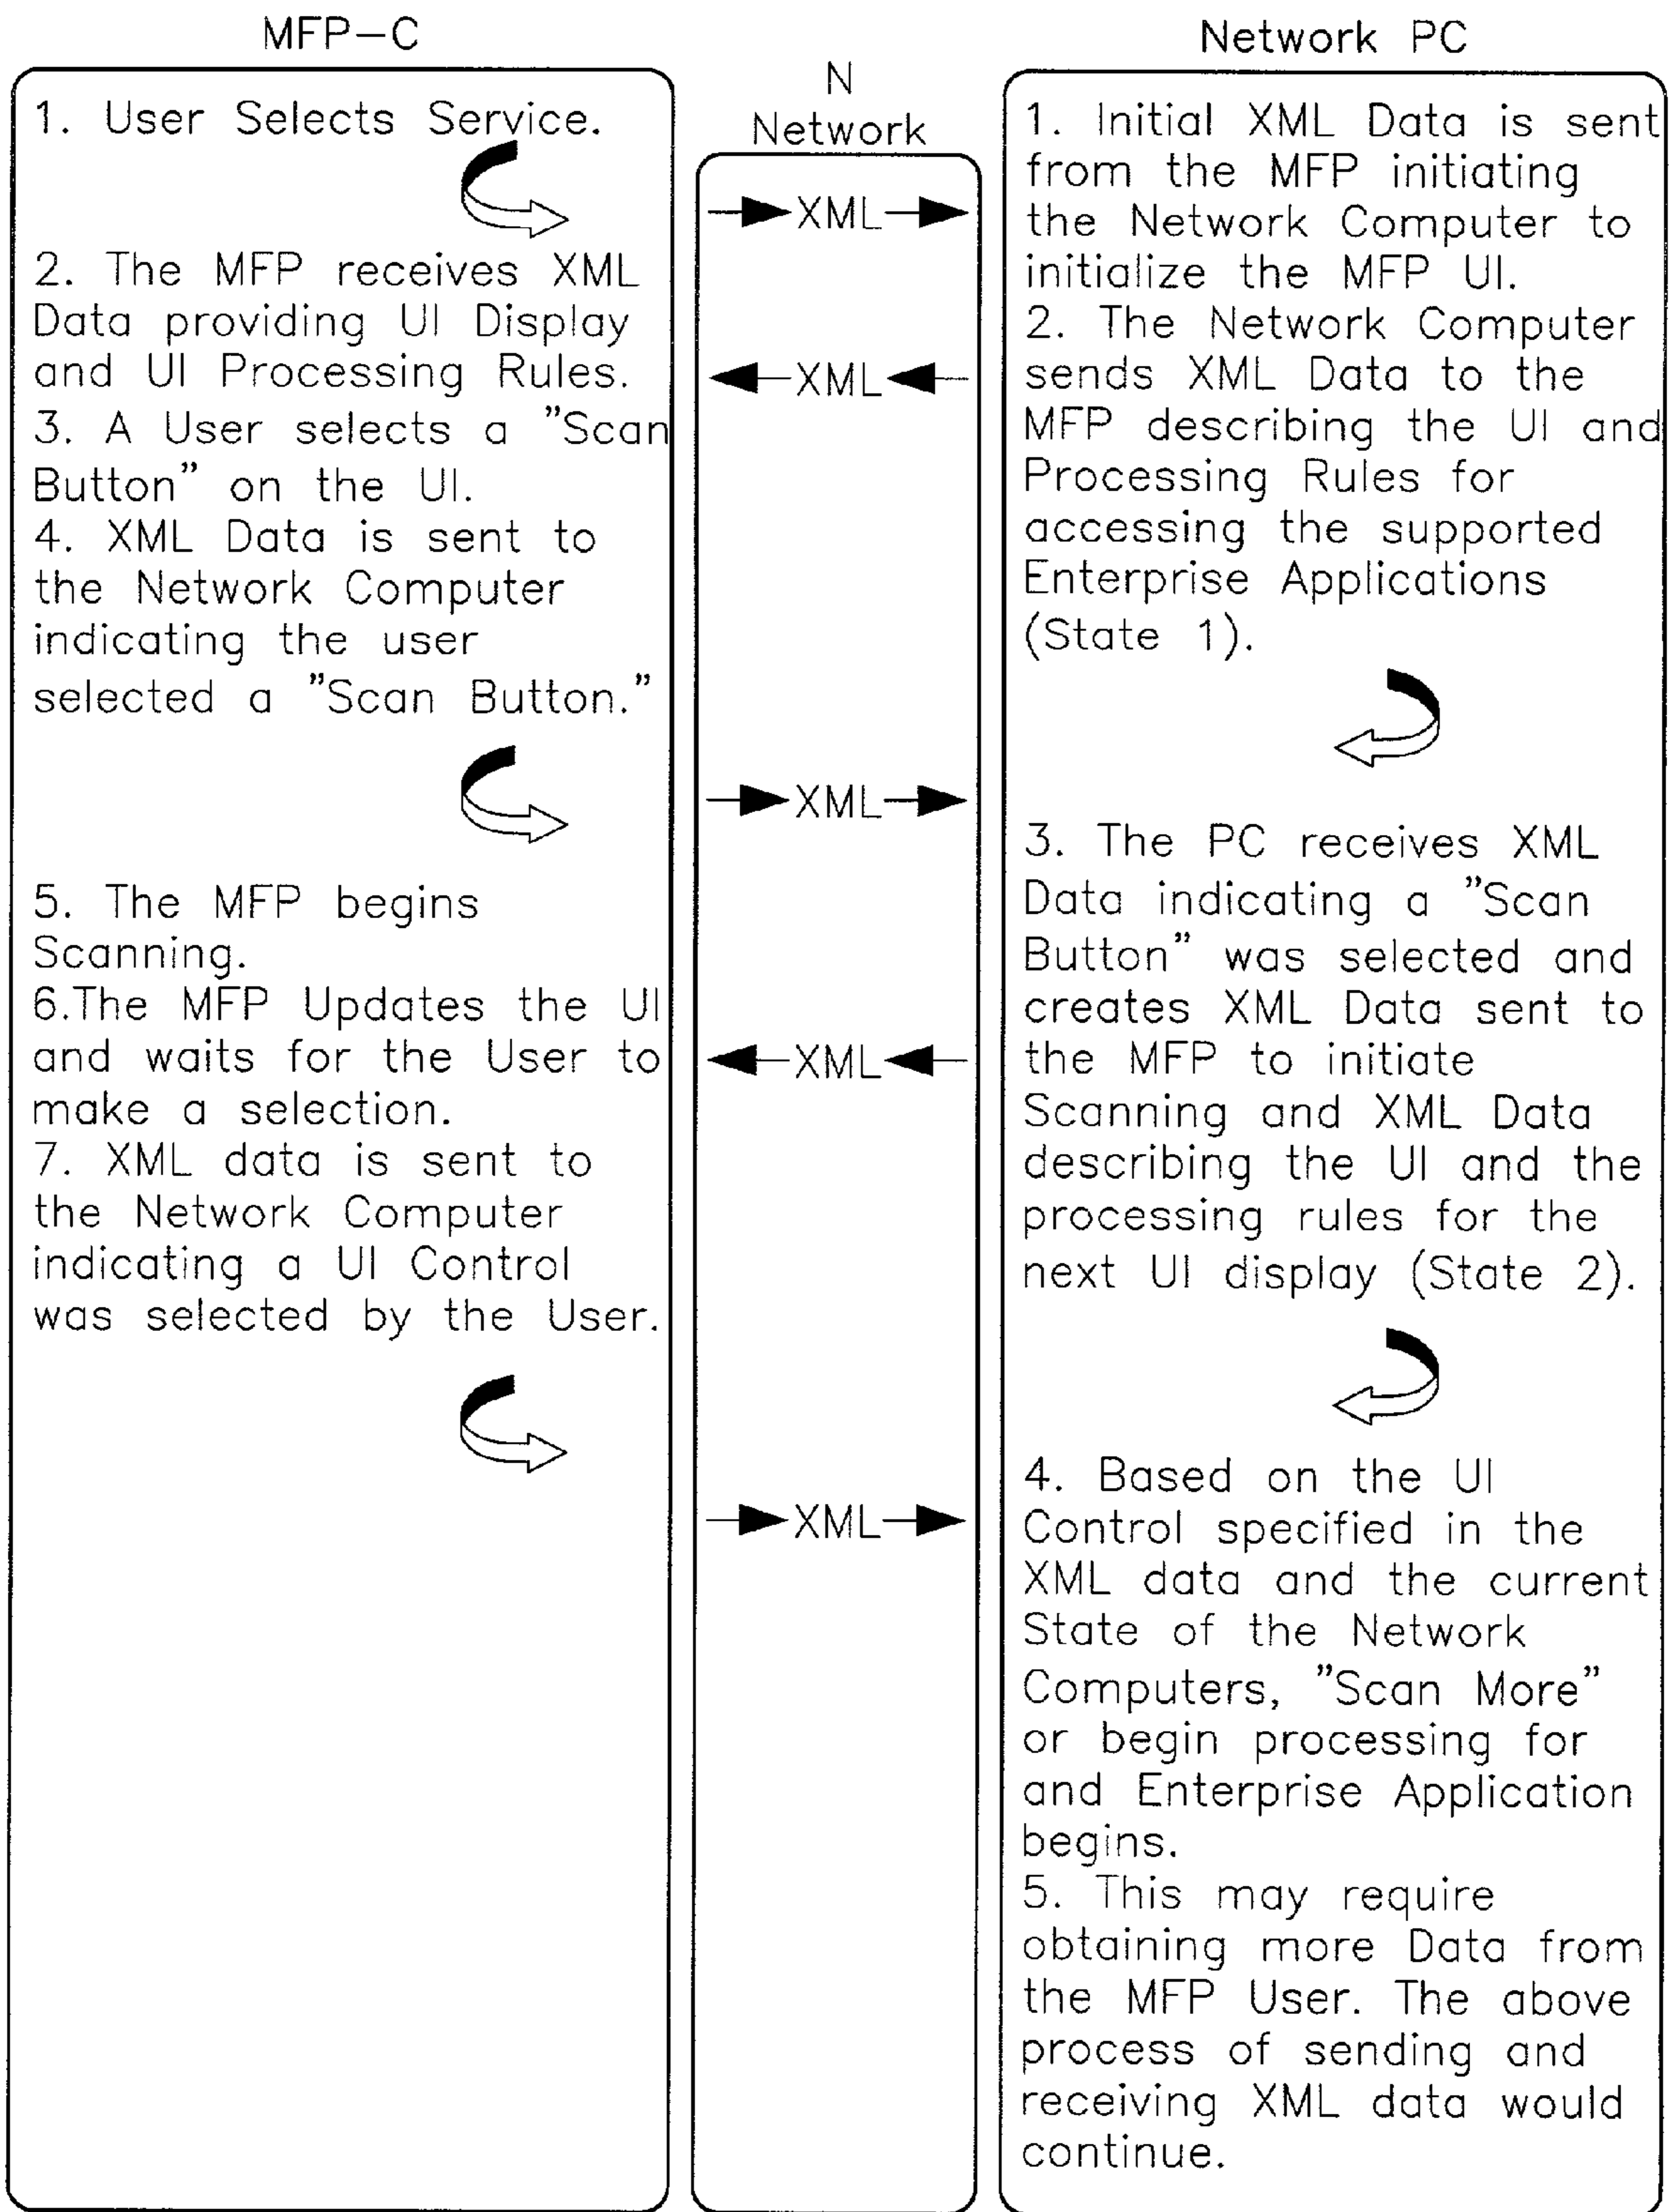 MFP-C
1. User Selects Service.
2. The MFP receives XML
Data providing UI Display
and UI Processing Rules.
3. A User selects a "Scan
Button" on the UI.
4. XML Data is sent to
the Network Computer
indicating the user
selected a "Scan Button."
5. The MFP begins
Scanning.
6.The MFP Updates the UI
and waits for the User to
make a selection.
7. XML data is sent to
the Network Computer
indicating a UI Control
was selected by the User.
N
Network
XML
XML
XML
XML
XML
Network PC
1. Initial XML Data is sent
from the MFP initiating
the Network Computer to
initialize the MFP UI.
2. The Network Computer
sends XML Data to the
MFP describing the UI and
Processing Rules for
accessing the supported
Enterprise Applications
(State 1).
3. The PC receives XML
Data indicating a "Scan
Button" was selected and
creates XML Data sent to
the MFP to initiate
Scanning and XML Data
describing the UI and the
processing rules for the
next UI display (State 2).
4. Based on the UI
Control specified in the
XML data and the current
State of the Network
Computers, "Scan More"
or begin processing for
and Enterprise Application
begins.
5. This may require
obtaining more Data from
the MFP User. The above
process of sending and
receiving XML data would
continue.